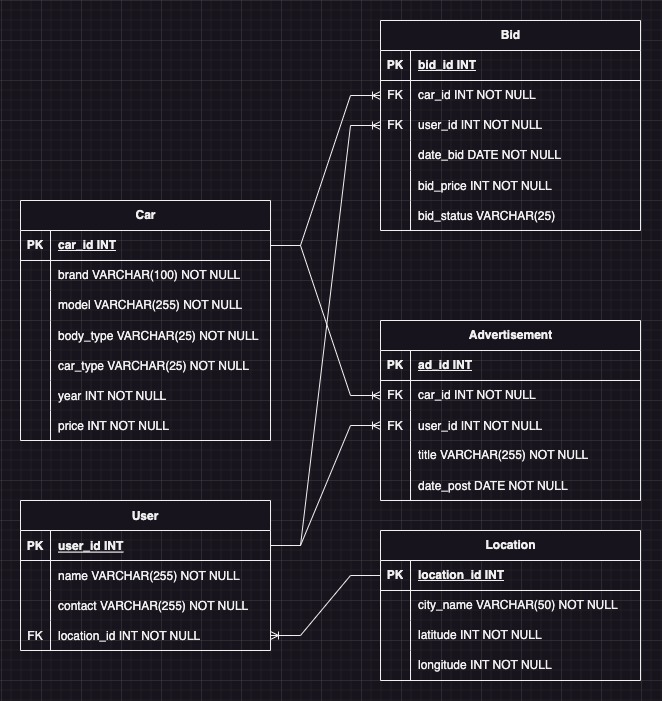 Bid
PK bid_id INT
FK car_id INT NOT NULL
FK user_id INT NOT NULL
date_bid DATE NOT NULL
bid_price INT NOT NULL
bid_status VARCHAR(25)
Car
PK car_id INT
brand VARCHAR(100) NOT NULL
model VARCHAR(255) NOT NULL
body_type VARCHAR(25) NOT NULL
car_type VARCHAR(25) NOT NULL
year INT NOT NULL
price INT NOT NULL
Advertisement
PK ad_id INT
FK car_id INT NOT NULL
FK user_id INT NOT NULL
title VARCHAR(255) NOT NULL
date_post DATE NOT NULL
User
PK user_id INT
name VARCHAR(255) NOT NULL
contact VARCHAR(255) NOT NULL
FK location_id INT NOT NULL
Location
PK location_id INT
city_name VARCHAR(50) NOT NULL
latitude INT NOT NULL
longitude INT NOT NULL